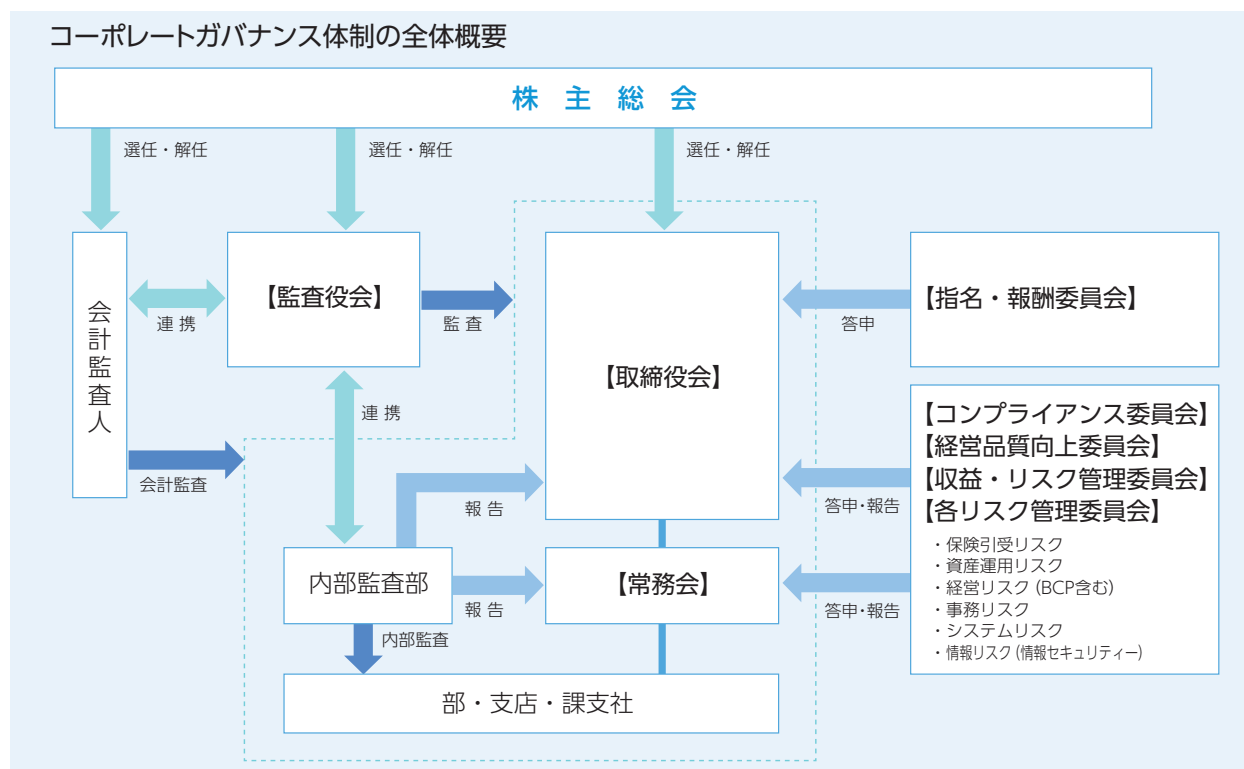 コーポレートガバナンス体制の全体概要
株 主 総 会
選任・解任
選任・解任
選任・解任
会計監査人
【監査役会】
【取締役会】
【指名・報酬委員会】
連 携
監 査
答申
連 携
会計監査
【コンプライアンス委員会】
【経営品質向上委員会】
【収益・リスク管理委員会】
【各リスク管理委員会】
・保険引受リスク
・資産運用リスク
・経営リスク (BCP含む)
・事務リスク
・システムリスク
・情報リスク (情報セキュリティー)
報 告
答申・報告
内部監査部
報 告
【常務会】
答申・報告
内部監査
部・支店・課支社